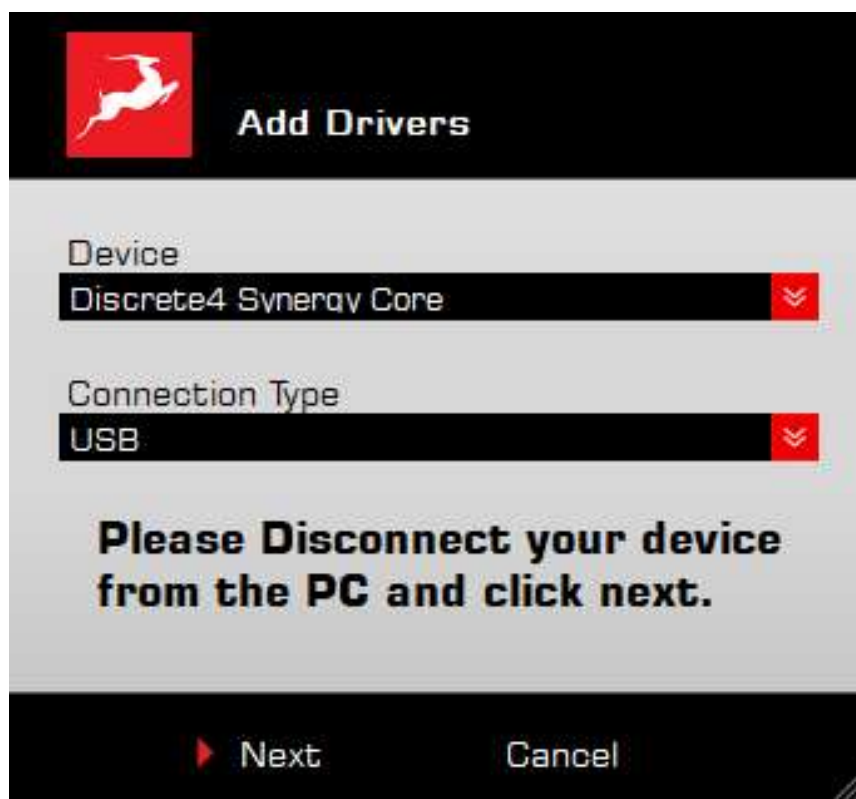 Add Drivers
Device
Discrete4 Synergy Core
Connection Type
USB
Please Disconnect your device
from the PC and click next.
Next
Cancel